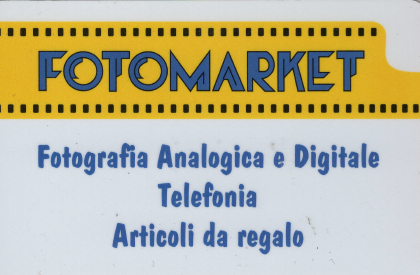 FOTOMARKET
Fotografia Analogica e Digitale
Telefonia
Articoli da regalo